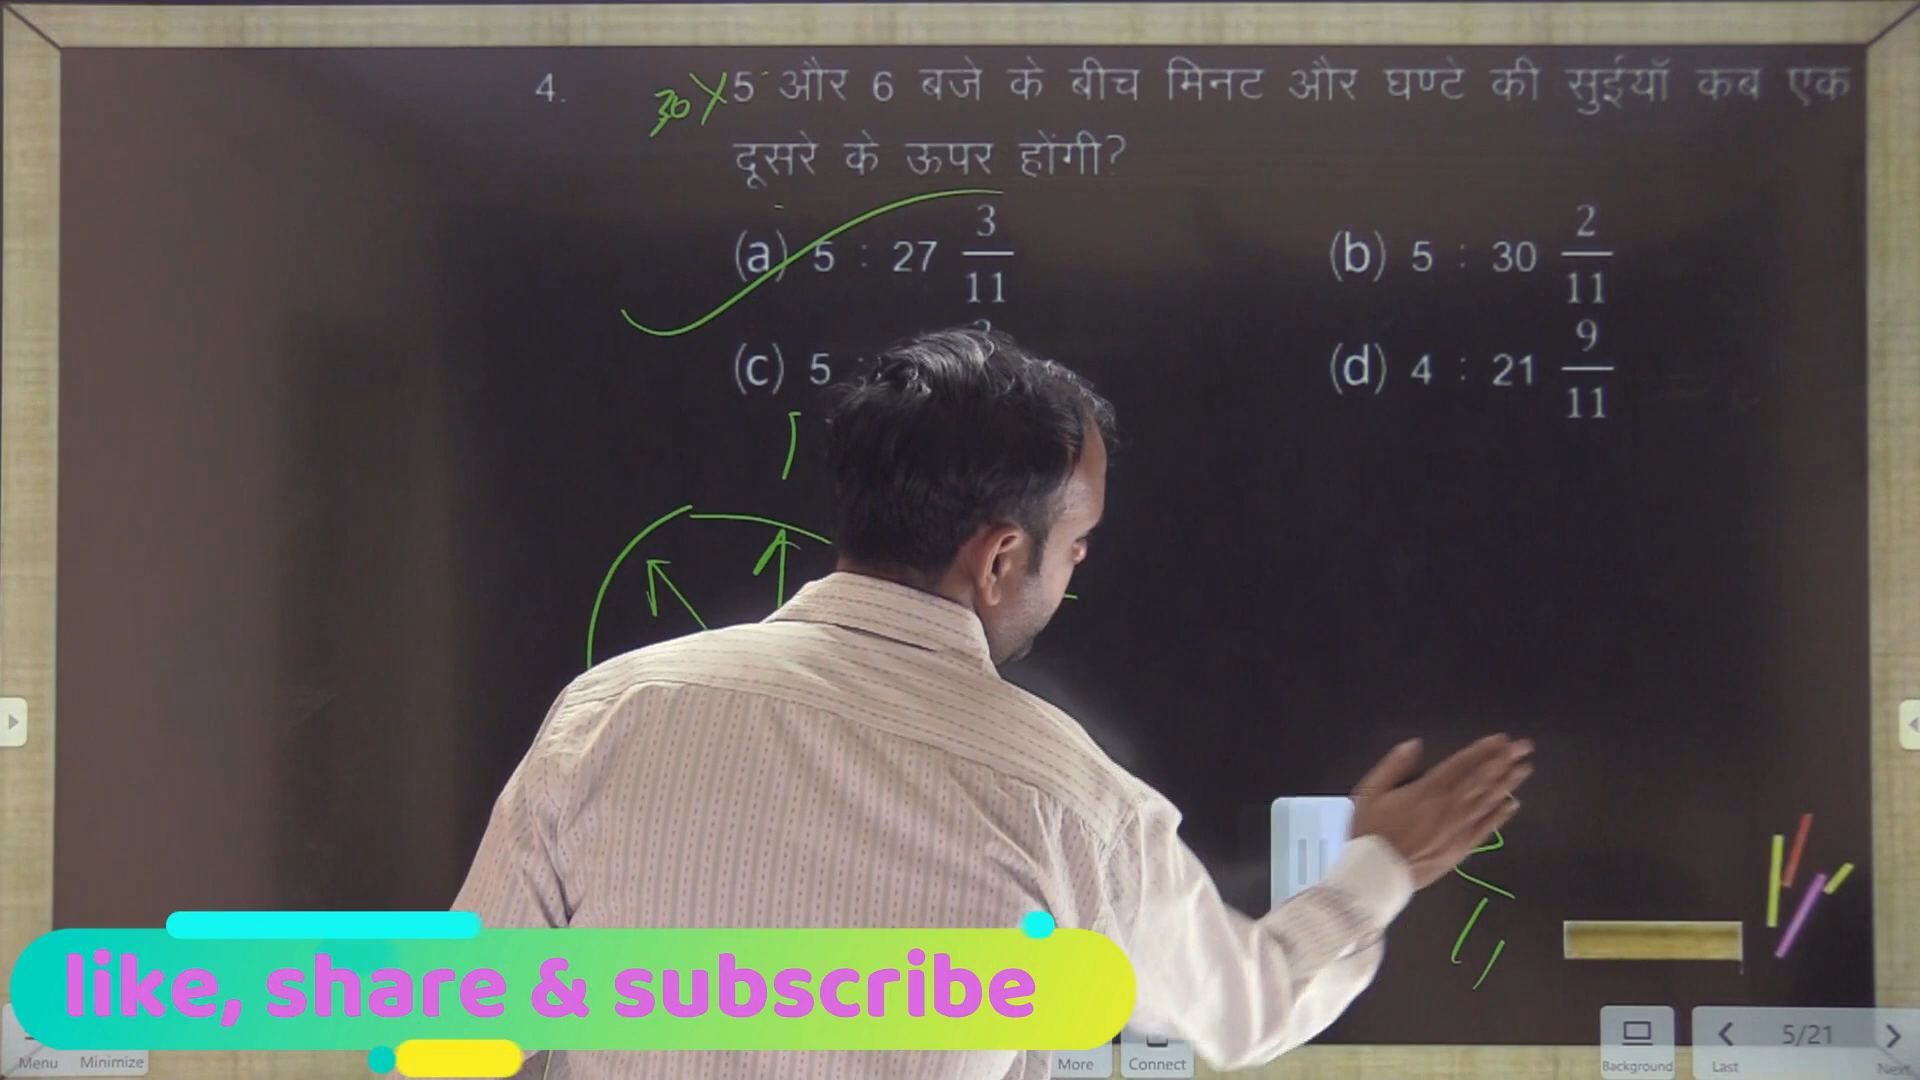 4. 30 X 5 और 6 बजे के बीच मिनट और घण्टे की सुईयॉ कब एक
दूसरे के ऊपर होंगी?
(a) 5 : 27 3/11 (b) 5 : 30 2/11
(c) 5 : (d) 4 : 21 9/11
11
like, share & subscribe
Menu Minimize More Connect Background Last 5/21 Next